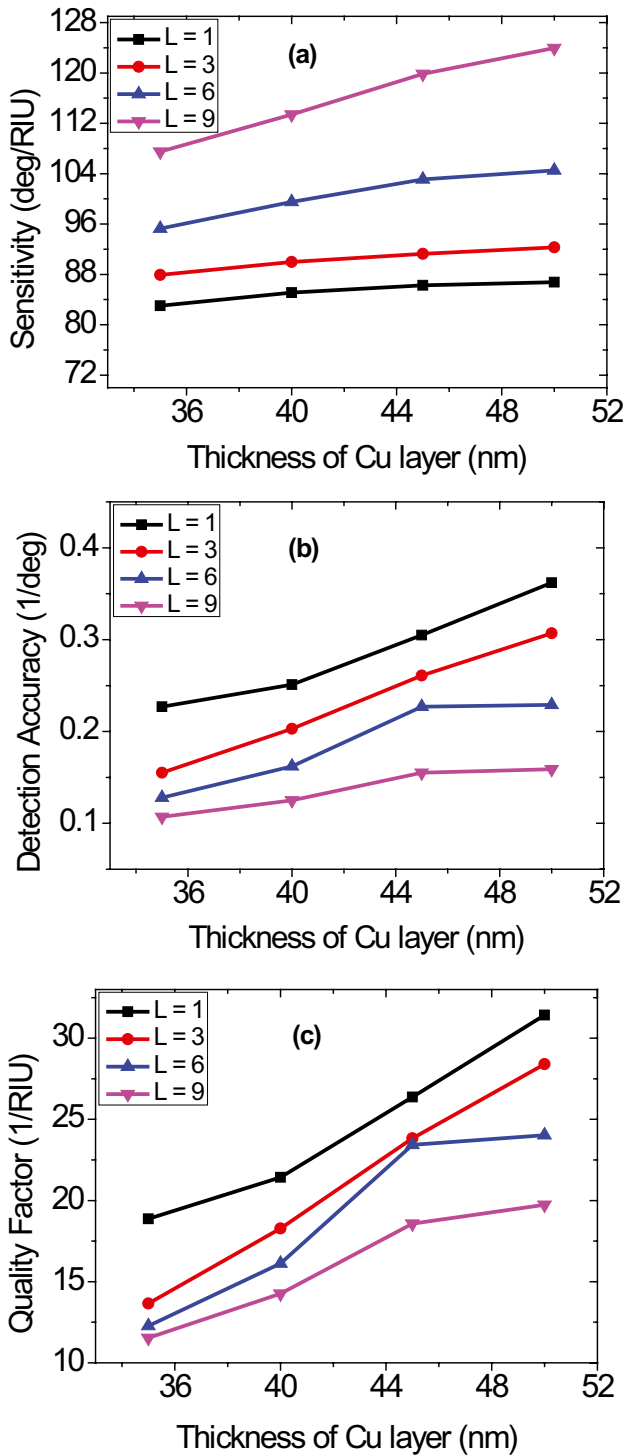 128
120
112
104
96
88
80
72
Sensitivity (deg/RIU)
L = 1
L = 3
L = 6
L = 9
(a)
36 40 44 48 52
Thickness of Cu layer (nm)
0.4
0.3
0.2
0.1
Detection Accuracy (1/deg)
L = 1
L = 3
L = 6
L = 9
(b)
36 40 44 48 52
Thickness of Cu layer (nm)
30
25
20
15
10
Quality Factor (1/RIU)
L = 1
L = 3
L = 6
L = 9
(c)
36 40 44 48 52
Thickness of Cu layer (nm)